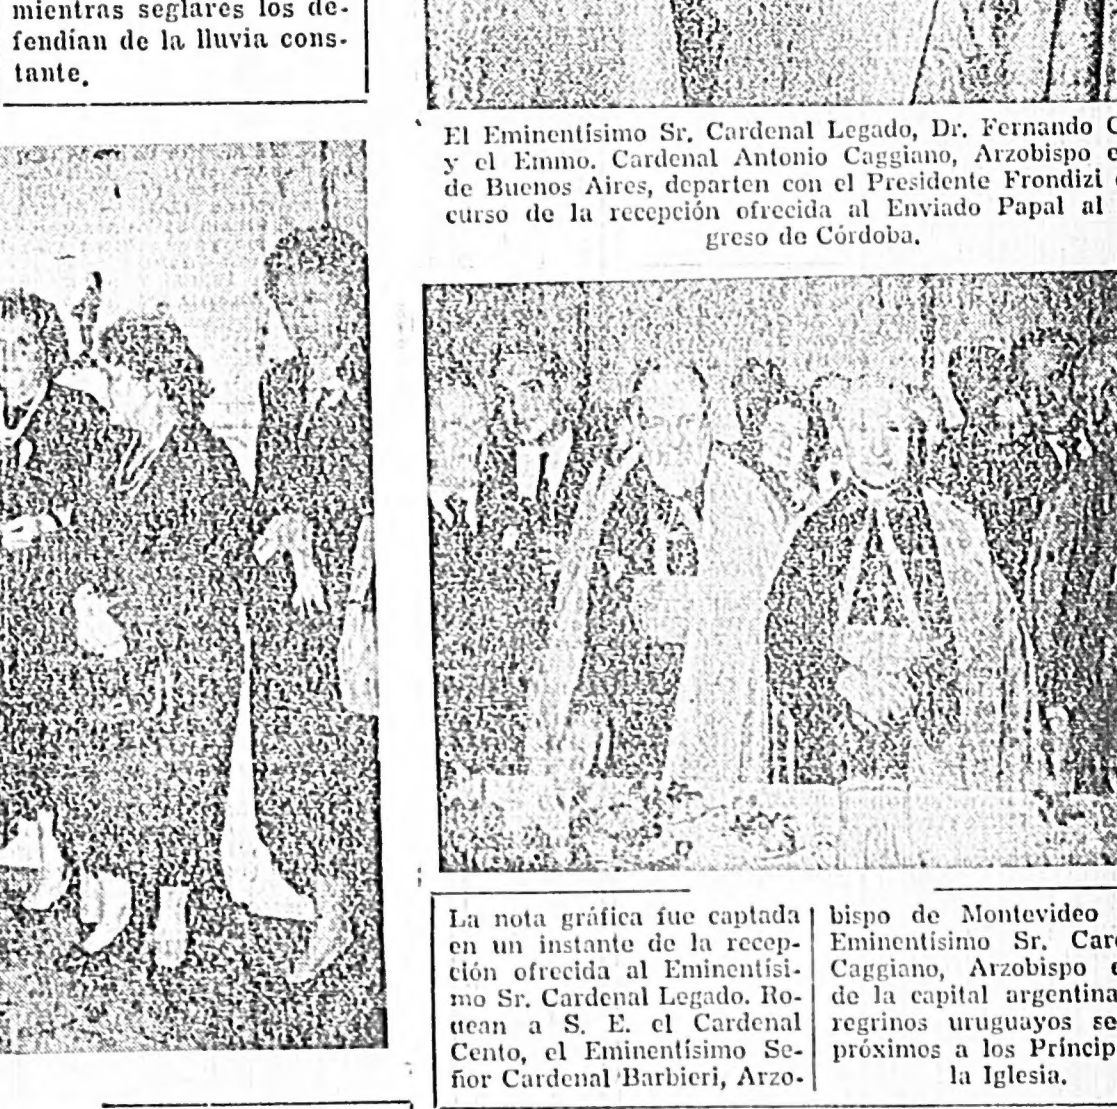 mientras seglares los de-
fendían de la lluvia cons-
tante.
El Eminentísimo Sr. Cardenal Legado, Dr. Fernando C
y el Emmo. Cardenal Antonio Caggiano, Arzobispo e
de Buenos Aires, departen con el Presidente Frondizi
curso de la recepción ofrecida al Enviado Papal al
greso de Córdoba.
La nota gráfica fue captada
en un instante de la recep-
ción ofrecida al Eminentísi-
mo Sr. Cardenal Legado. Ro-
dean a S. E. el Cardenal
Cento, el Eminentísimo Se-
ñor Cardenal Barbieri, Arzo-
bispo de Montevideo
Eminentísimo Sr. Car
Caggiano, Arzobispo e
de la capital argentina
regrinos uruguayos se
próximos a los Príncip
la Iglesia.